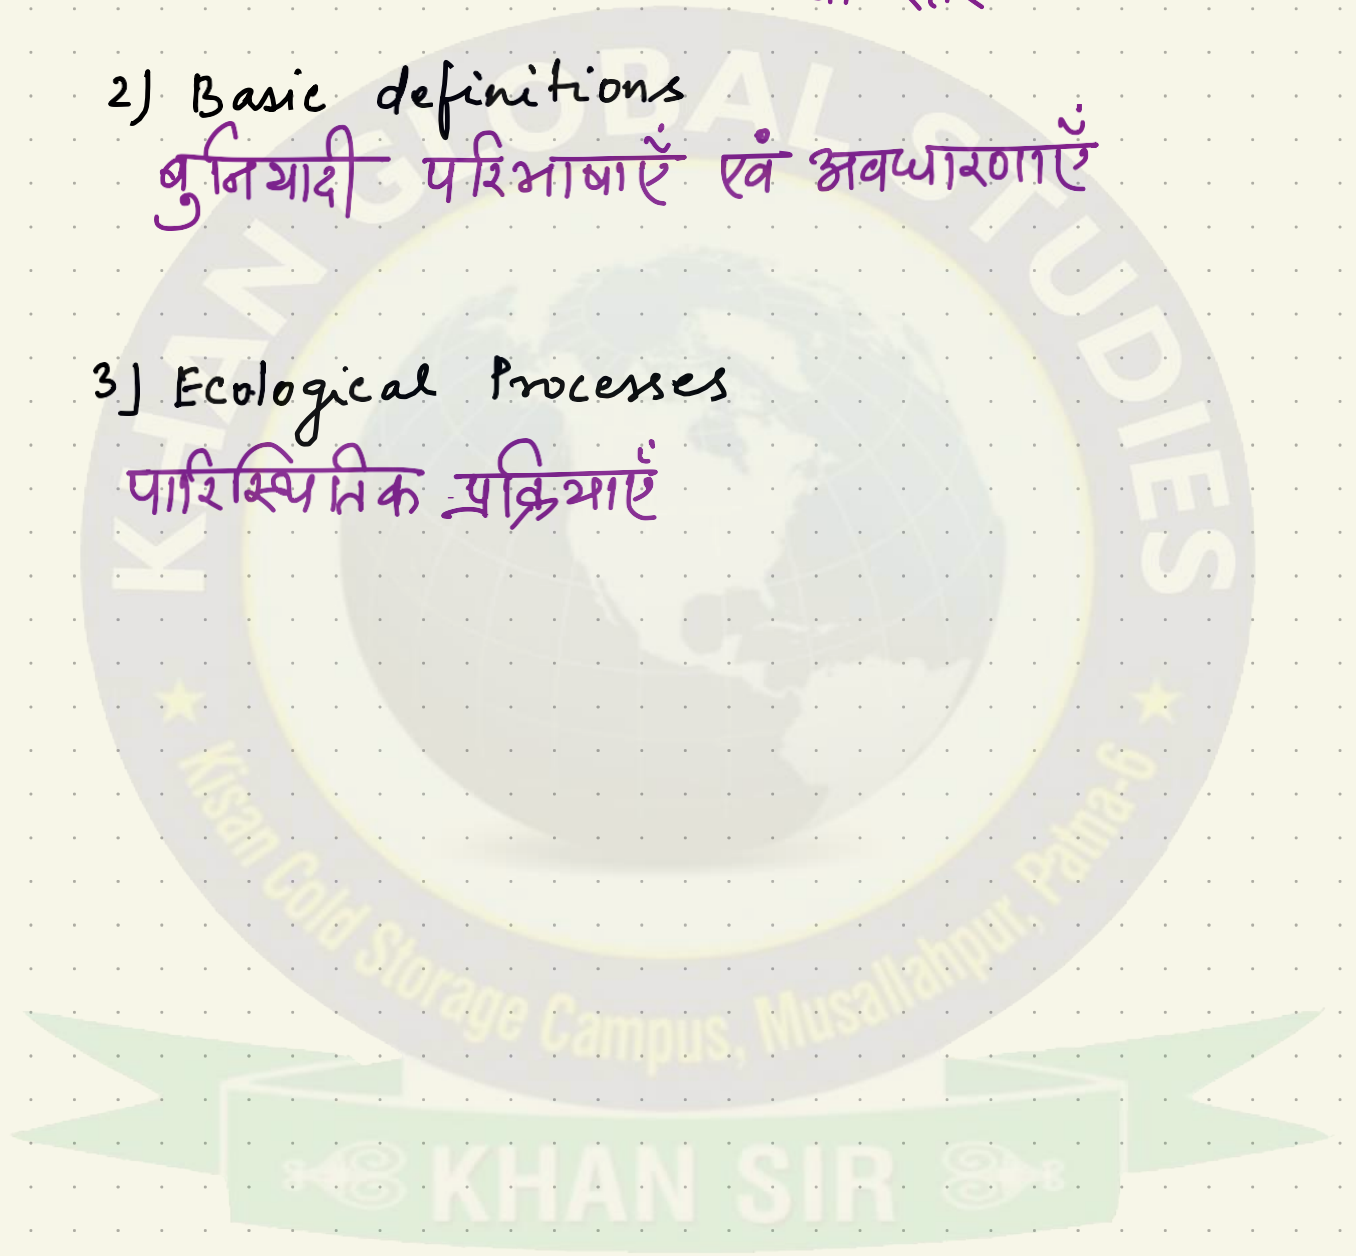 2) Basic definitions
बुनियादी परिभाषाएँ एवं अवधारणाएँ
3] Ecological Processes
पारिस्थितिक प्रक्रियाएँ
KHAN GLOBAL STUDIES
Kisan Cold Storage Campus, Musallahpur, Patna-6
KHAN SIR